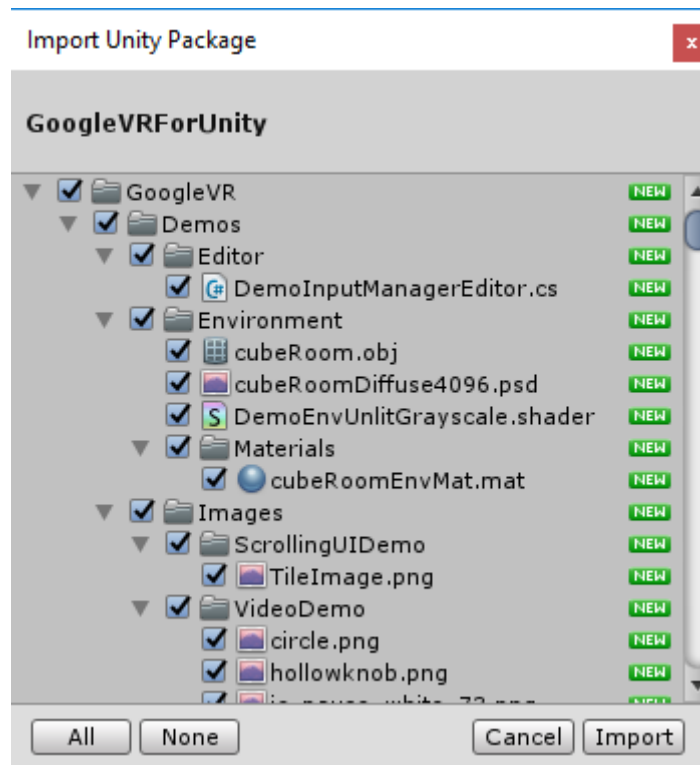 Import Unity Package
x
GoogleVRForUnity
GoogleVR NEW
Demos NEW
Editor NEW
DemoInputManagerEditor.cs NEW
Environment NEW
cubeRoom.obj NEW
cubeRoomDiffuse4096.psd NEW
S DemoEnvUnlitGrayscale.shader NEW
Materials NEW
cubeRoomEnvMat.mat NEW
Images NEW
ScrollingUIDemo NEW
TileImage.png NEW
VideoDemo NEW
circle.png NEW
hollowknob.png NEW
All None Cancel Import